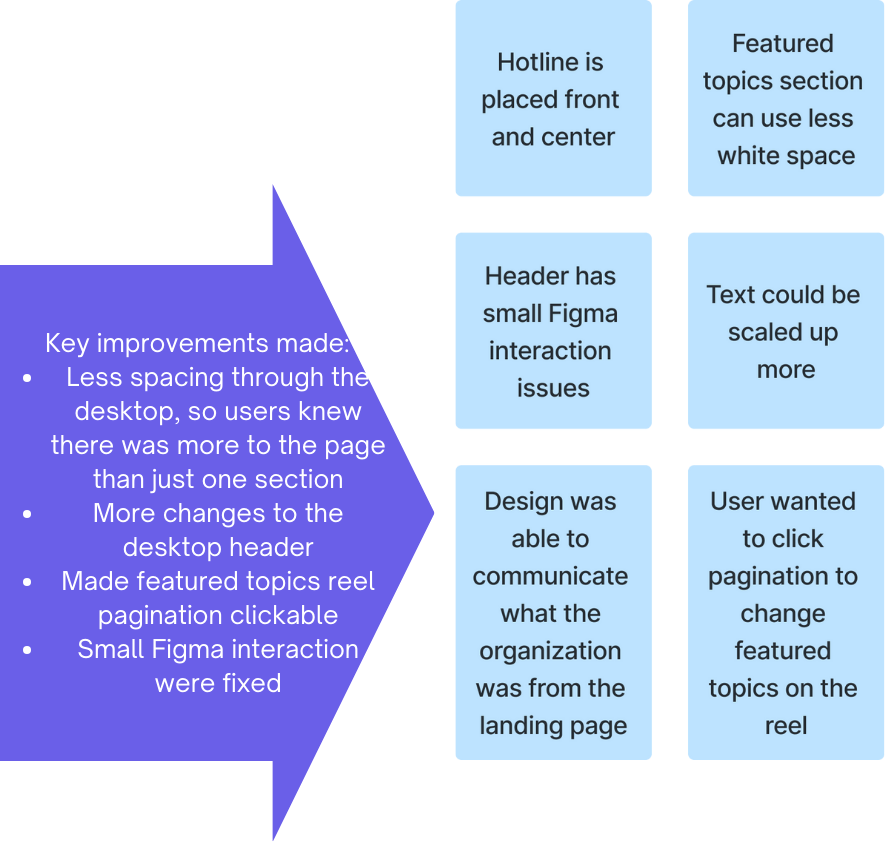 Key improvements made:
• Less spacing through the
desktop, so users knew
there was more to the page
than just one section
• More changes to the
desktop header
• Made featured topics reel
pagination clickable
• Small Figma interaction
were fixed
Hotline is
placed front
and center
Featured
topics section
can use less
white space
Header has
small Figma
interaction
issues
Text could be
scaled up
more
Design was
able to
communicate
what the
organization
was from the
landing page
User wanted
to click
pagination to
change
featured
topics on the
reel